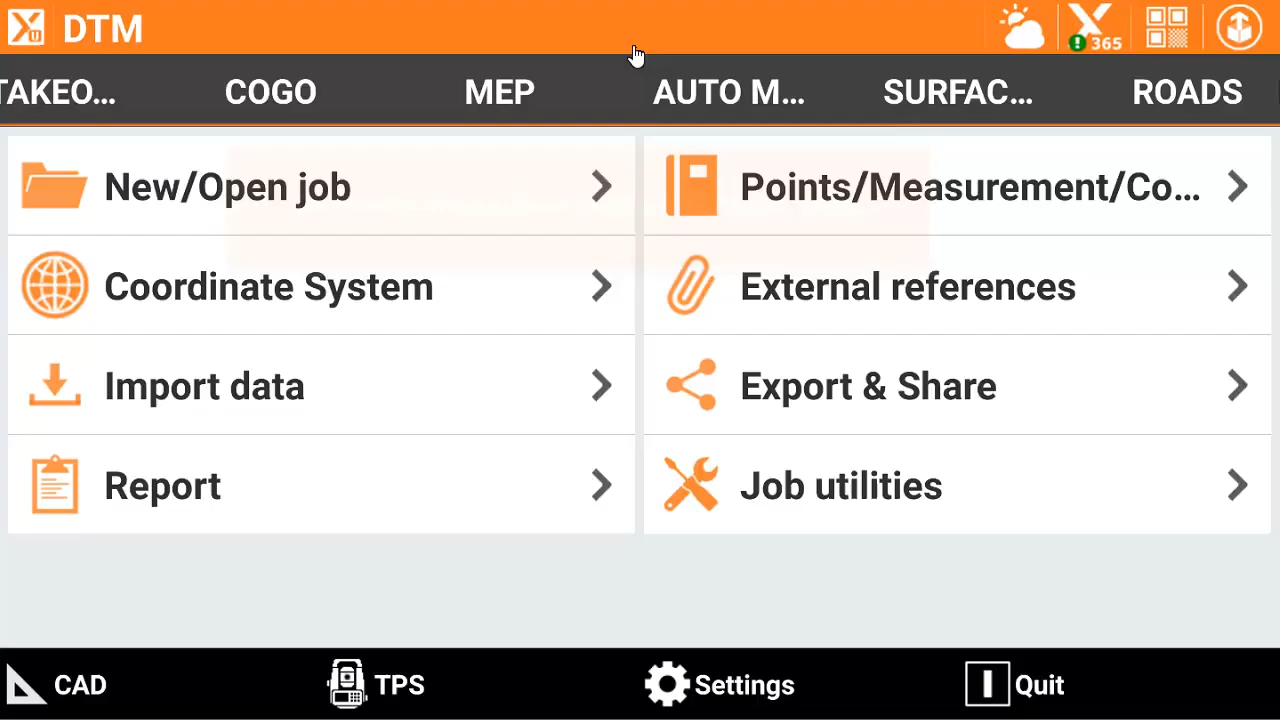 DTM
365
TAKEO...
COGO
MEP
AUTO M...
SURFAC...
ROADS
New/Open job
Points/Measurement/Co...
Coordinate System
External references
Import data
Export & Share
Report
Job utilities
CAD
TPS
Settings
Quit